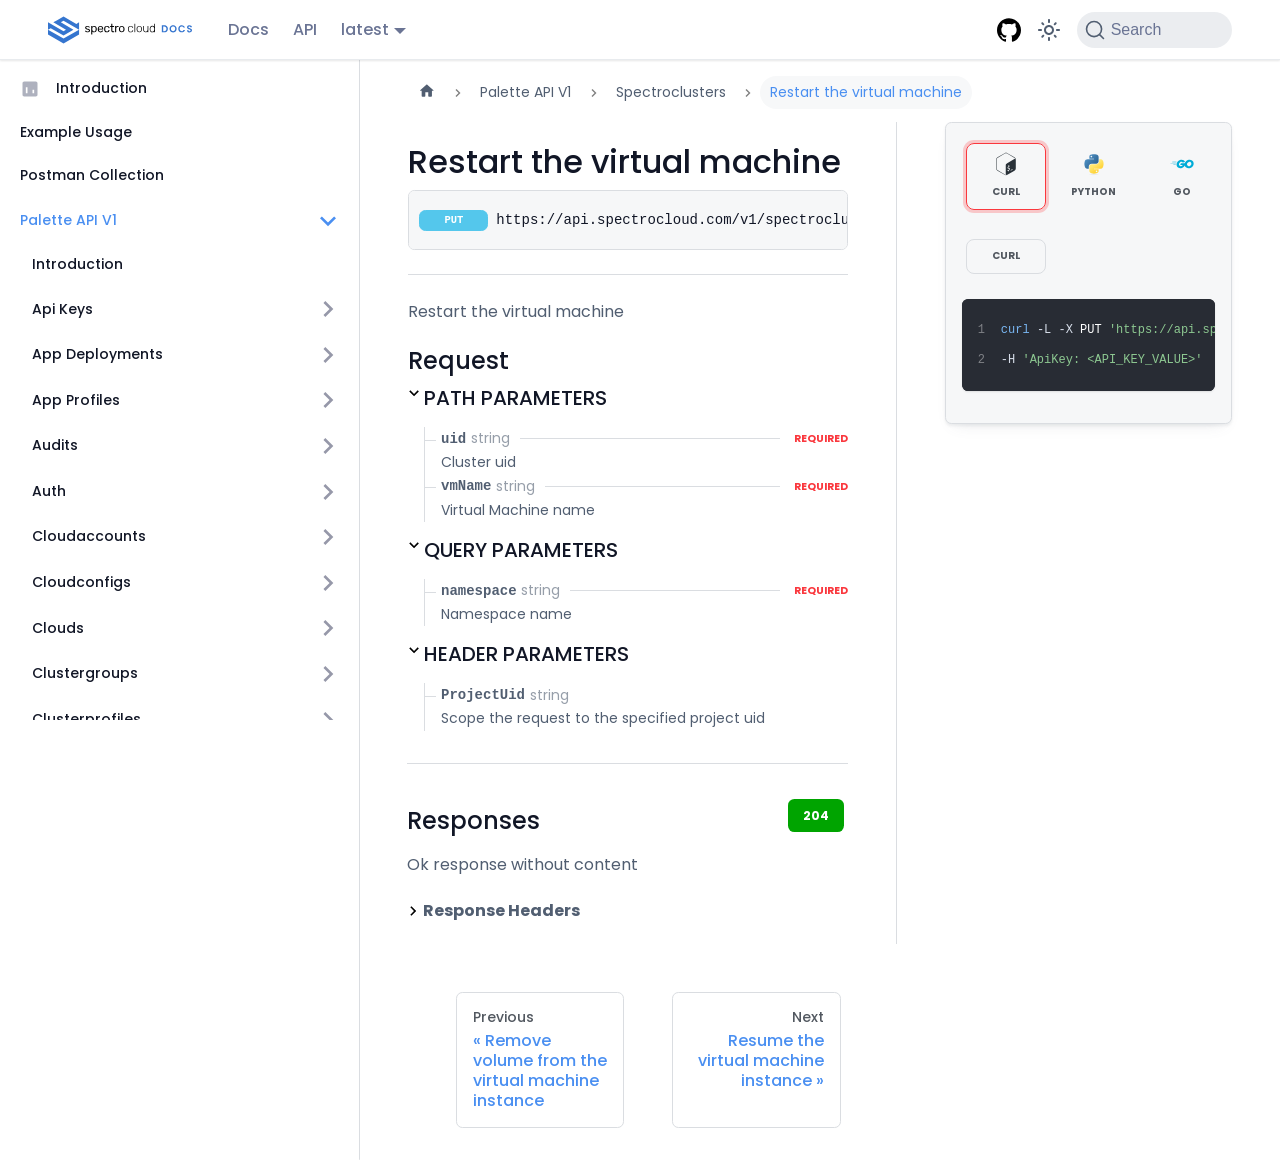 spectro cloud DOCS
Docs
API
latest
Search
Introduction
Example Usage
Postman Collection
Palette API V1
Introduction
Api Keys
App Deployments
App Profiles
Audits
Auth
Cloudaccounts
Cloudconfigs
Clouds
Clustergroups
Clusterprofiles
Palette API V1
Spectroclusters
Restart the virtual machine
Restart the virtual machine
PUT https://api.spectrocloud.com/v1/spectroclu
Restart the virtual machine
Request
PATH PARAMETERS
uid string REQUIRED
Cluster uid
vmName string REQUIRED
Virtual Machine name
QUERY PARAMETERS
namespace string REQUIRED
Namespace name
HEADER PARAMETERS
ProjectUid string
Scope the request to the specified project uid
Responses
204
Ok response without content
Response Headers
Previous
« Remove
volume from the
virtual machine
instance
Next
Resume the
virtual machine
instance »
CURL
PYTHON
GO
CURL
1 curl -L -X PUT 'https://api.sp
2 -H 'ApiKey: <API_KEY_VALUE>'